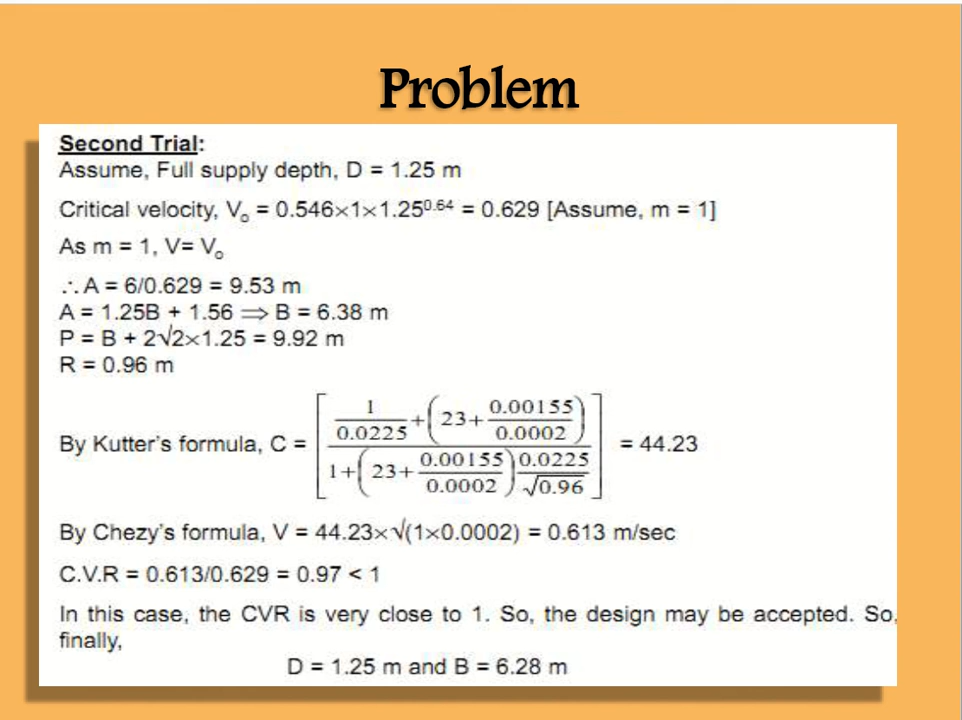 Problem
Second Trial:
Assume, Full supply depth, D = 1.25 m
Critical velocity, Vₒ = 0.546×1×1.25⁰·⁶⁴ = 0.629 [Assume, m = 1]
As m = 1, V= Vₒ
∴ A = 6/0.629 = 9.53 m
A = 1.25B + 1.56 ⟹ B = 6.38 m
P = B + 2√2×1.25 = 9.92 m
R = 0.96 m
By Kutter's formula, C = [ (1/0.0225 + (23 + 0.00155/0.0002)) / (1 + (23 + 0.00155/0.0002) 0.0225/√0.96) ] = 44.23
By Chezy's formula, V = 44.23×√(1×0.0002) = 0.613 m/sec
C.V.R = 0.613/0.629 = 0.97 < 1
In this case, the CVR is very close to 1. So, the design may be accepted. So,
finally,
D = 1.25 m and B = 6.28 m